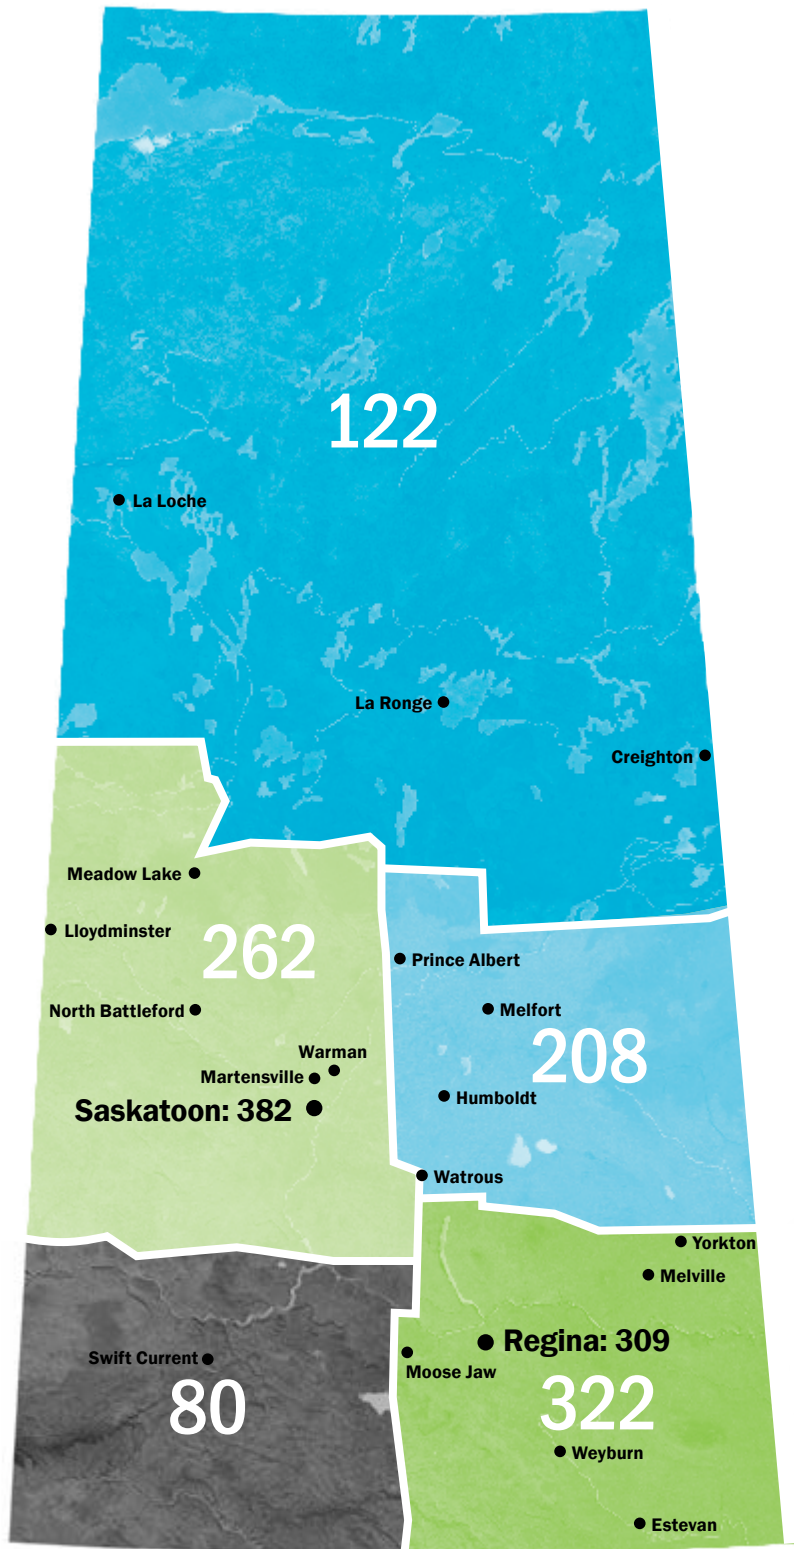 122
La Loche
La Ronge
Creighton
Meadow Lake
Lloydminster
262
Prince Albert
North Battleford
Melfort
208
Warman
Martensville
Humboldt
Saskatoon: 382
Watrous
Yorkton
Melville
Regina: 309
Swift Current
Moose Jaw
80
322
Weyburn
Estevan